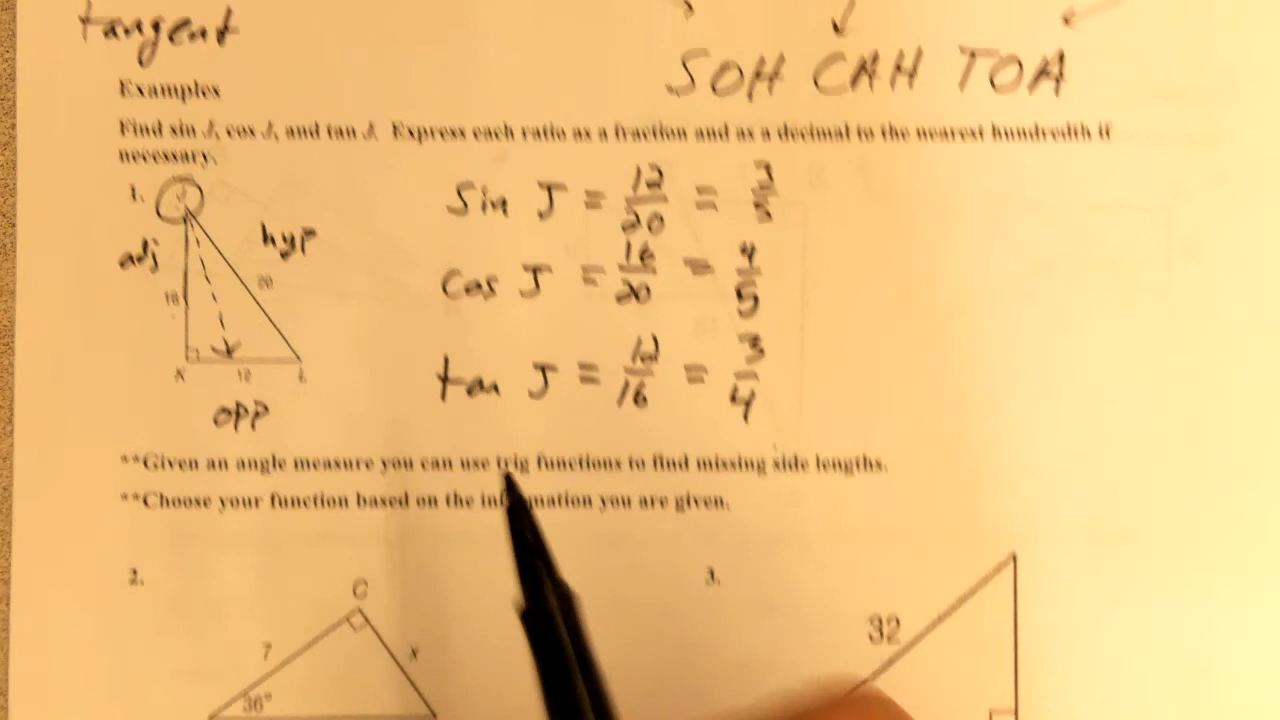 tangent
SOH CAH TOA
Examples
Find sin J, cos J, and tan J. Express each ratio as a fraction and as a decimal to the nearest hundredth if
necessary.
1.
J
adj
hyp
16
20
K
12
L
opp
Sin J = 12/20 = 3/5
Cos J = 16/20 = 4/5
tan J = 12/16 = 3/4
**Given an angle measure you can use trig functions to find missing side lengths.
**Choose your function based on the information you are given.
2.
C
7
x
36°
3.
32